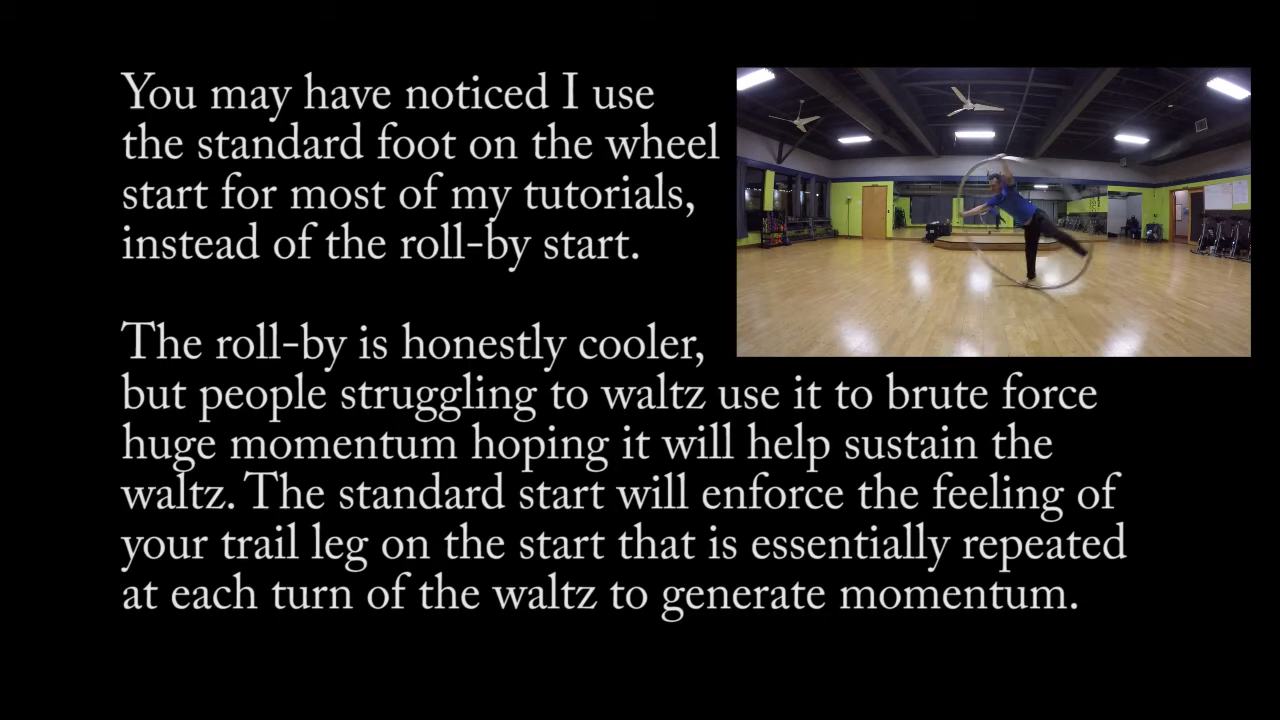 You may have noticed I use
the standard foot on the wheel
start for most of my tutorials,
instead of the roll-by start.
The roll-by is honestly cooler,
but people struggling to waltz use it to brute force
huge momentum hoping it will help sustain the
waltz. The standard start will enforce the feeling of
your trail leg on the start that is essentially repeated
at each turn of the waltz to generate momentum.